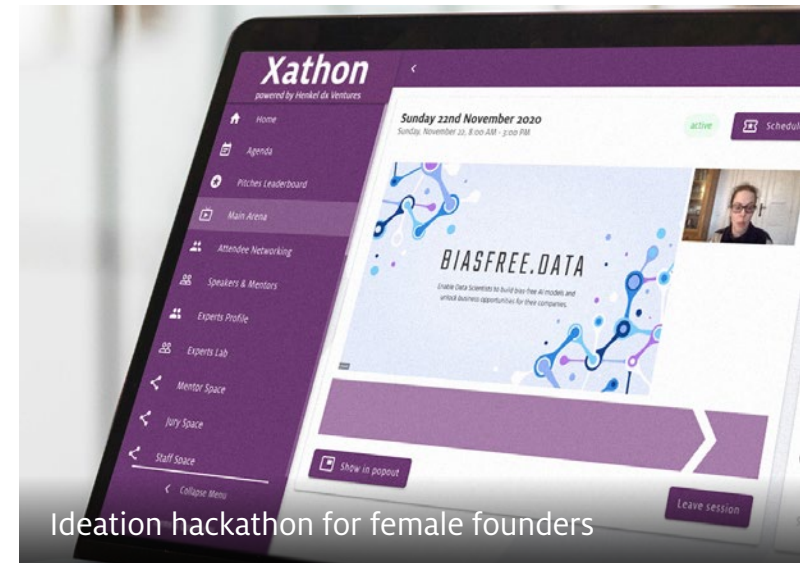 Xathon
powered by Henkel dx Ventures
Home
Agenda
Pitches Leaderboard
Main Arena
Attendee Networking
Speakers & Mentors
Experts Profile
Experts Lab
Mentor Space
Jury Space
Staff Space
Collapse Menu
Sunday 22nd November 2020
Sunday, November 22, 8:00 AM - 3:00 PM
active
Schedule
BIASFREE.DATA
Enable Data Scientists to build bias-free AI models and
unlock business opportunities for their companies.
Show in popout
Leave session
Ideation hackathon for female founders